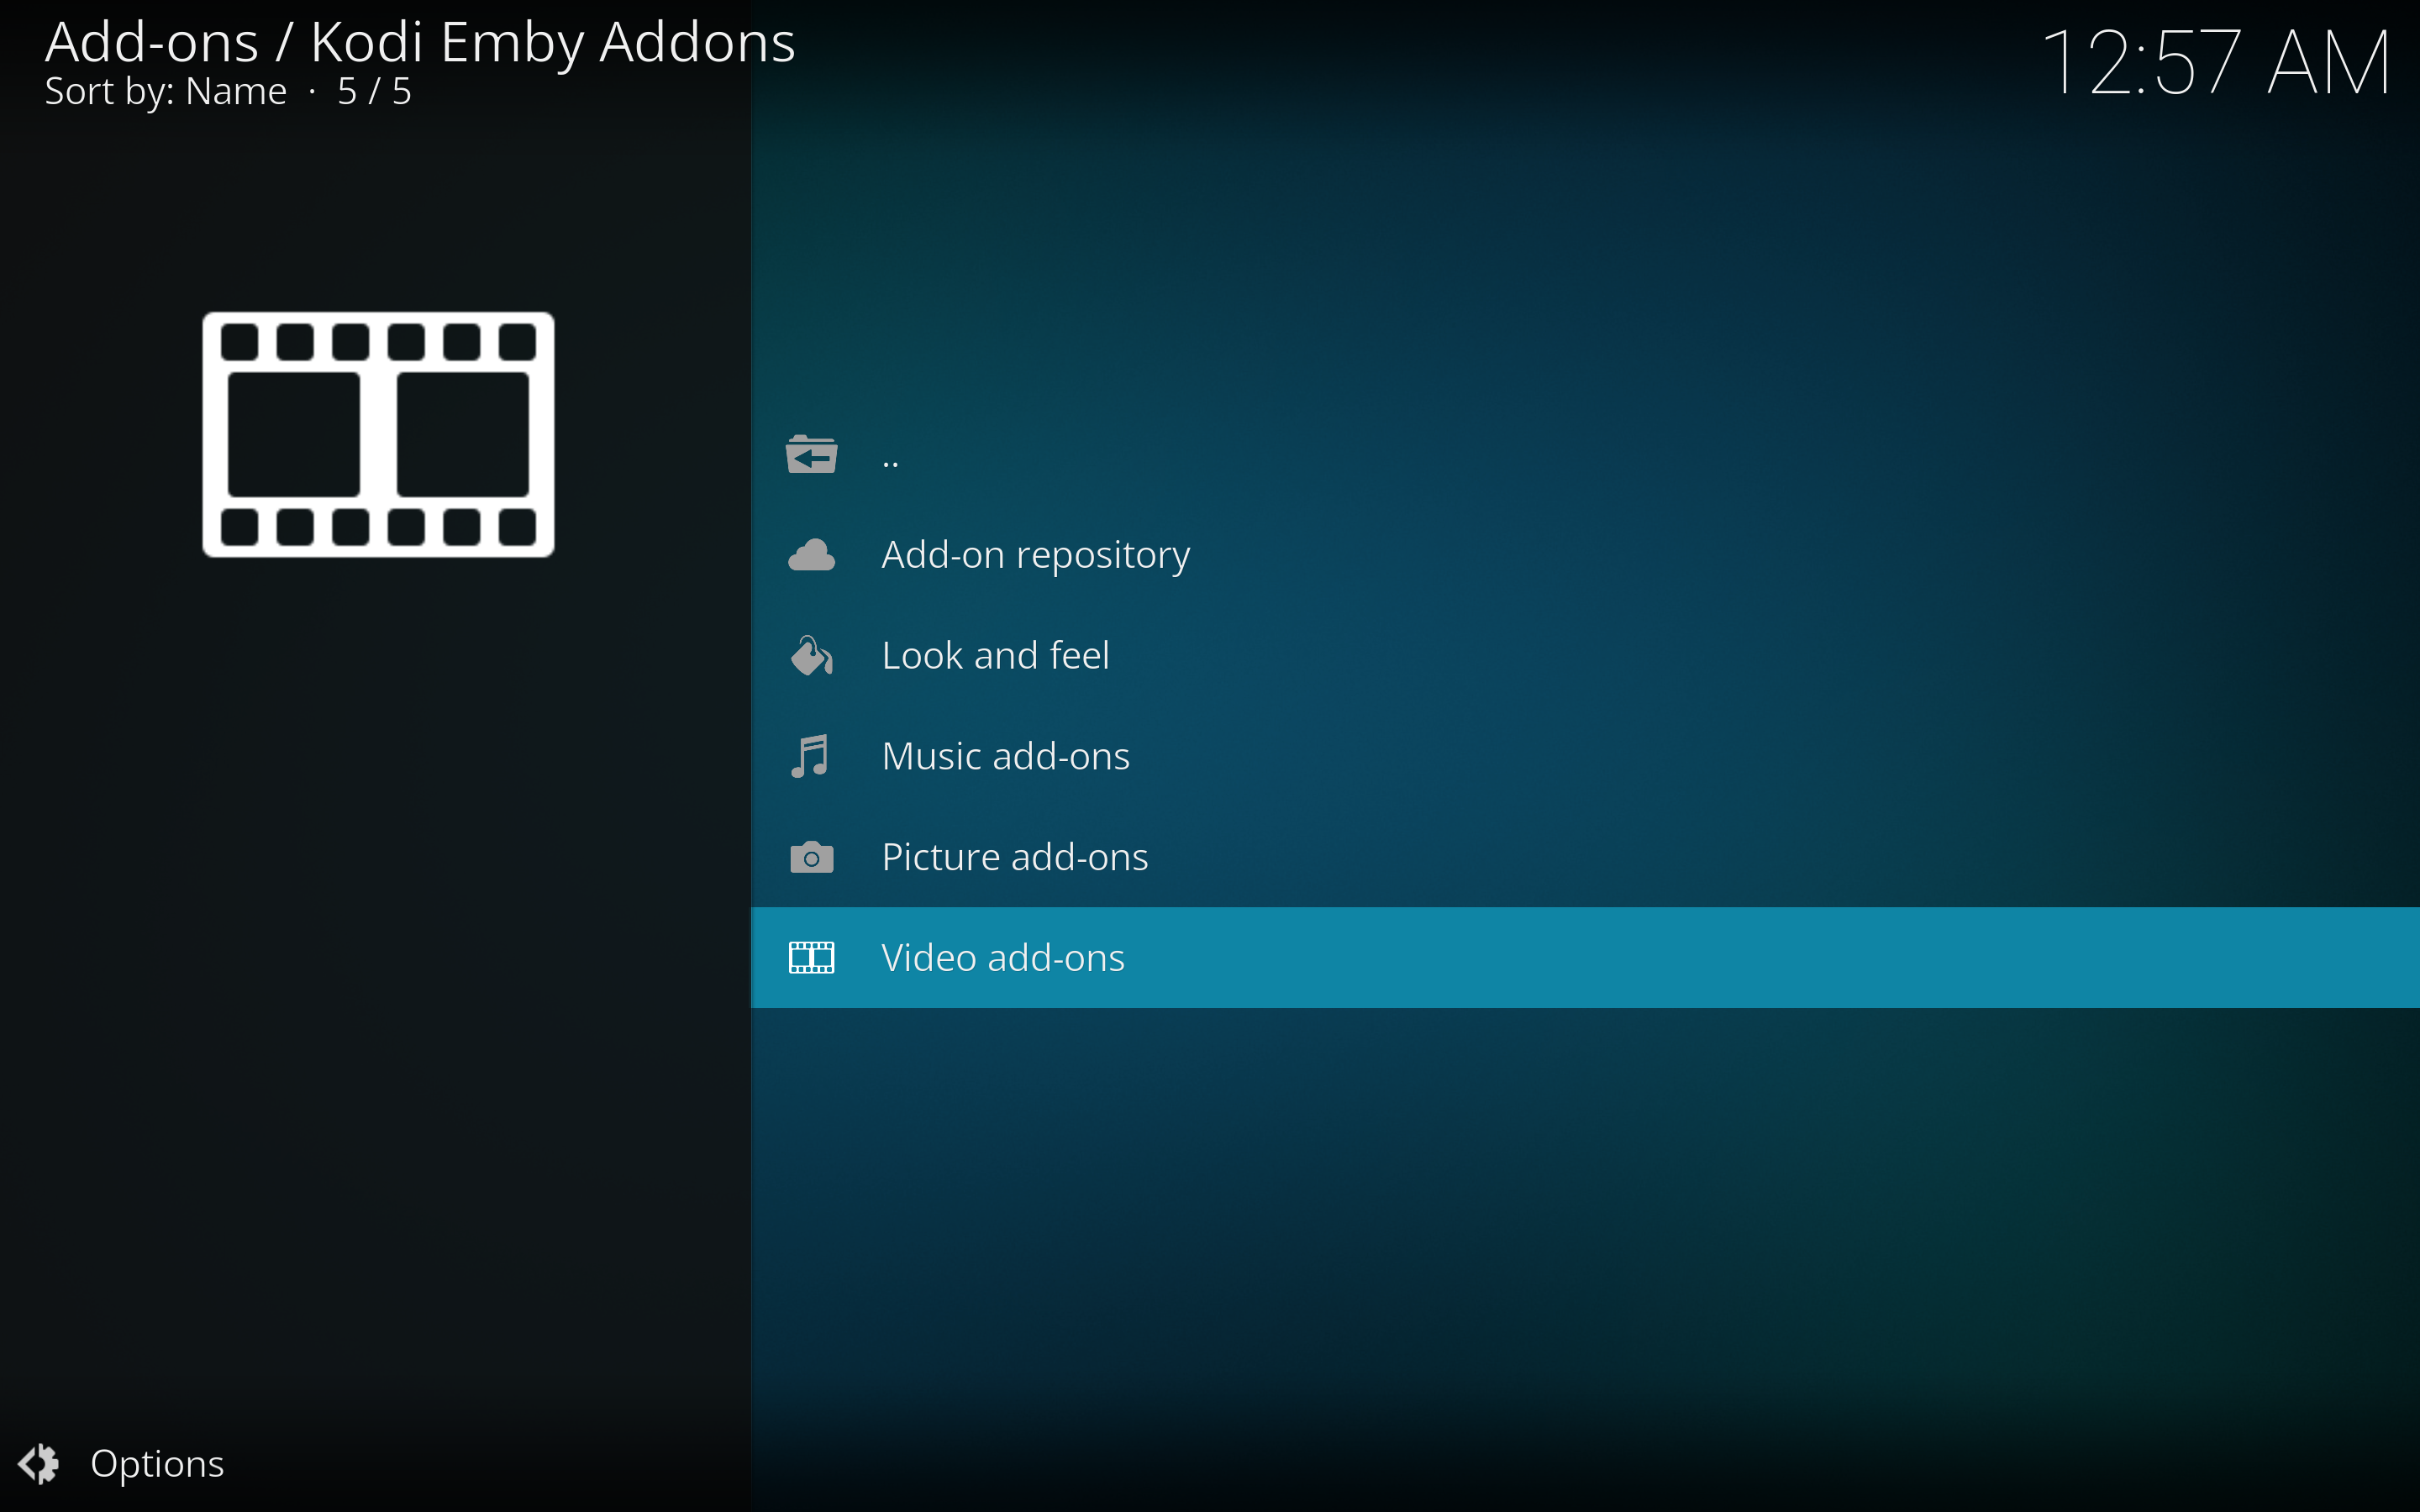 Add-ons / Kodi Emby Addons
Sort by: Name · 5 / 5
12:57 AM
..
Add-on repository
Look and feel
Music add-ons
Picture add-ons
Video add-ons
Options